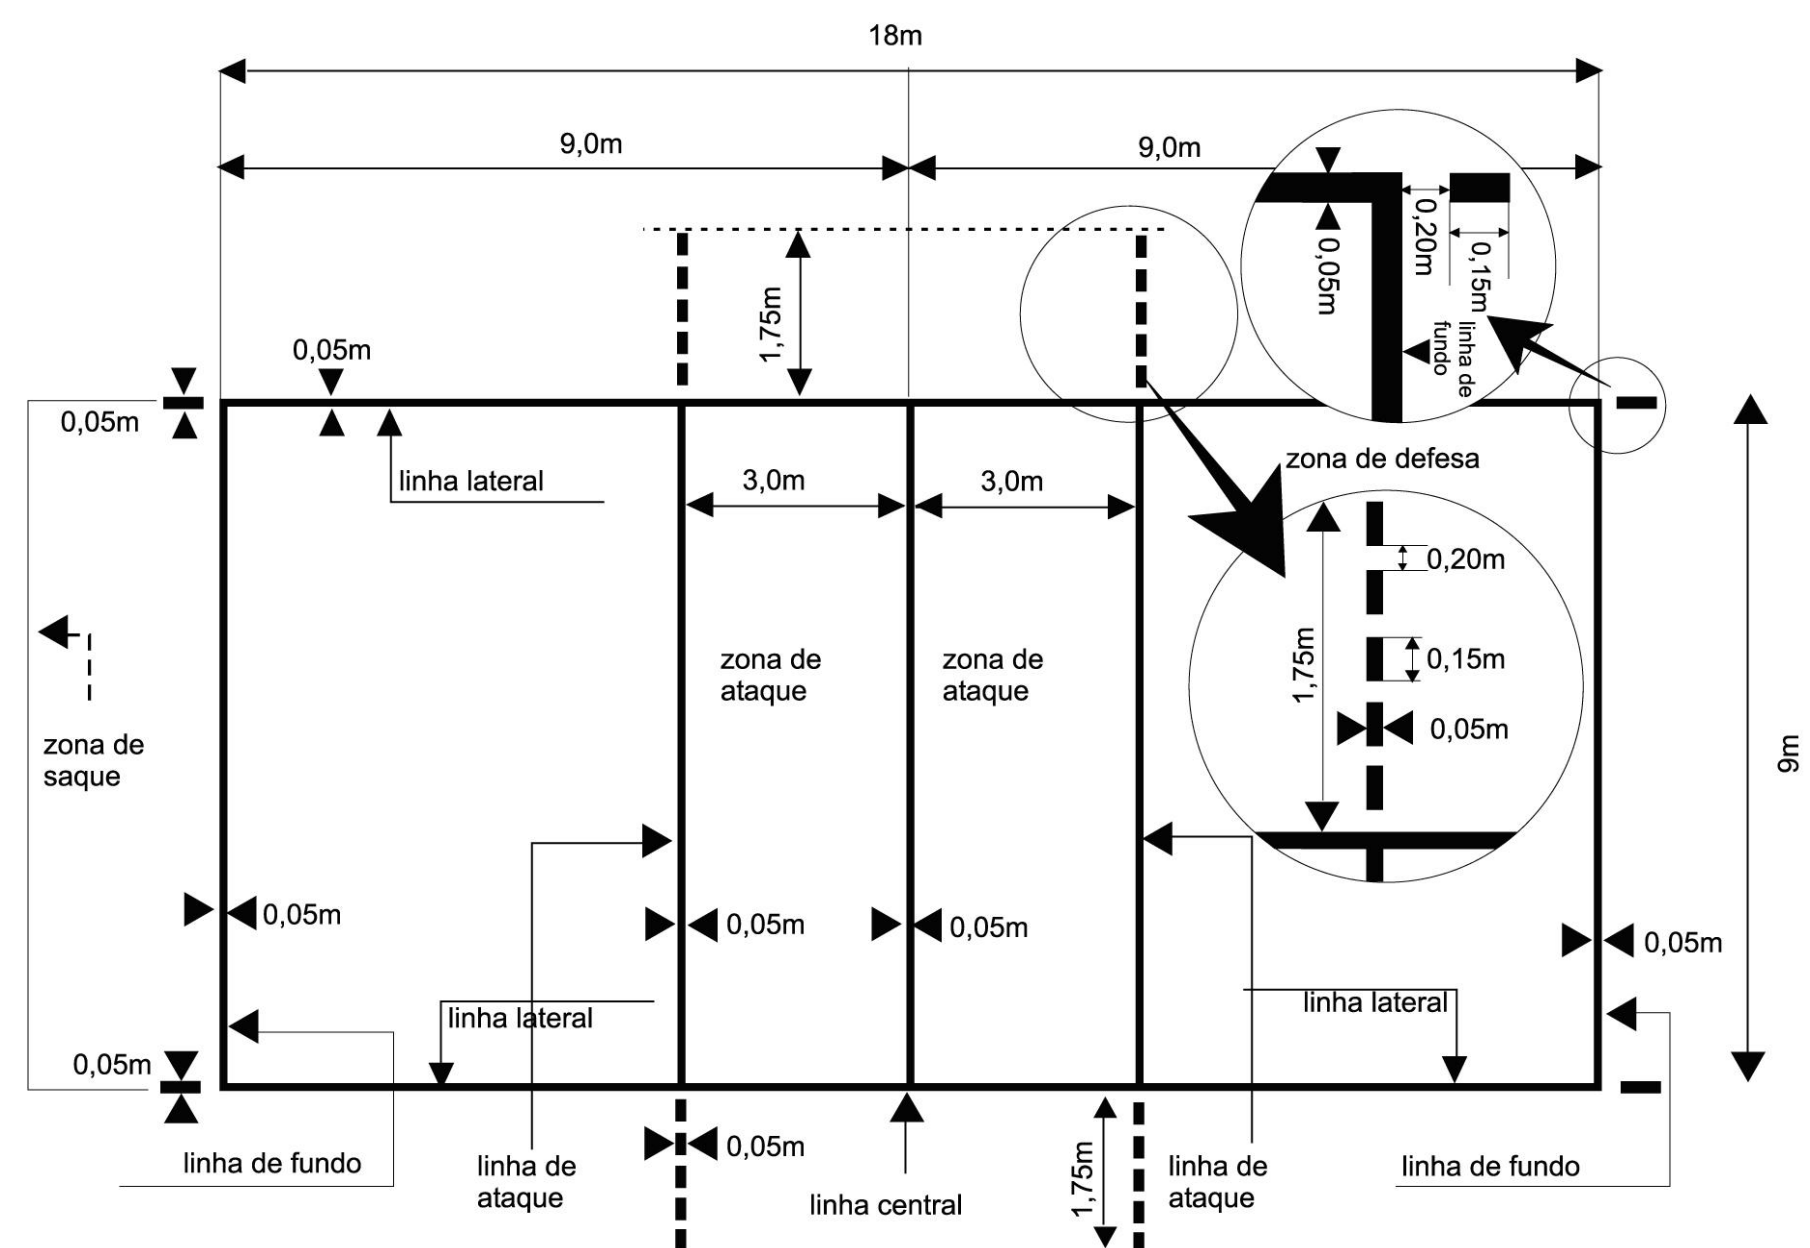 18m
9,0m
9,0m
0,05m
0,20m
0,15m
linha de
fundo
1,75m
0,05m
0,05m
linha lateral
3,0m
3,0m
zona de defesa
0,20m
1,75m
0,15m
0,05m
zona de
ataque
zona de
ataque
zona de
saque
9m
0,05m
0,05m
0,05m
0,05m
linha lateral
linha lateral
0,05m
0,05m
1,75m
linha de fundo
linha de
ataque
linha central
linha de
ataque
linha de fundo